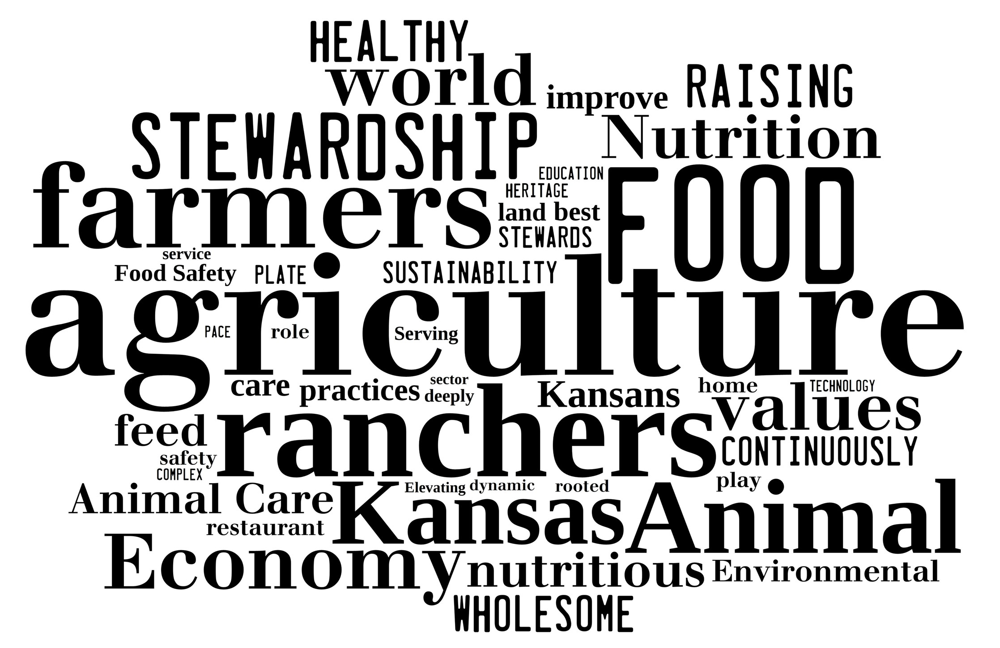 HEALTHY
world
improve RAISING
STEWARDSHIP Nutrition
EDUCATION
farmers HERITAGE FOOD
land best
STEWARDS
service
Food Safety PLATE SUSTAINABILITY
agriculture
PACE role Serving
care practices sector Kansans home TECHNOLOGY
deeply values
feed ranchers CONTINUOUSLY
safety
COMPLEX play
Animal Care Kansas Elevating dynamic rooted Animal
restaurant
Economy nutritious Environmental
WHOLESOME